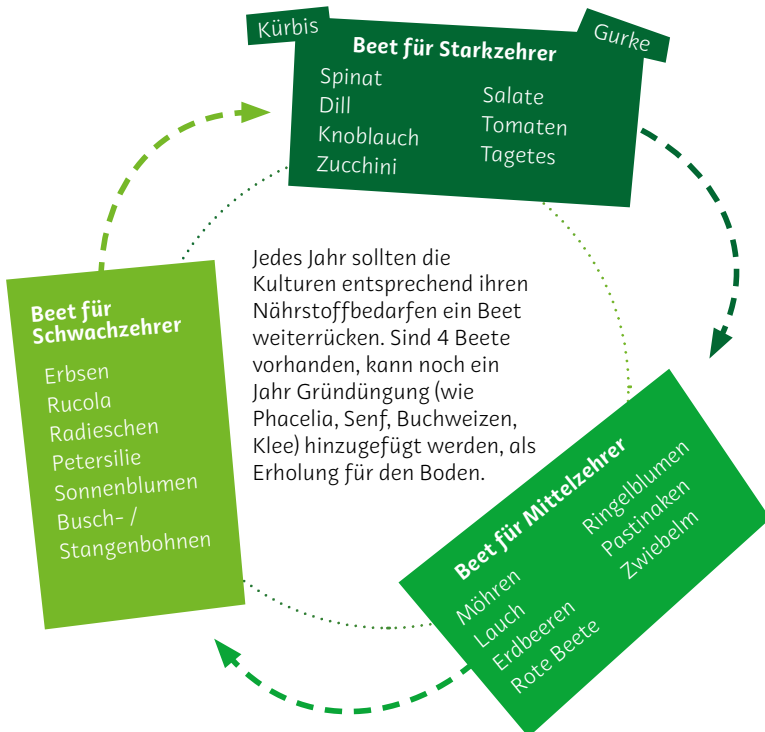 Kürbis
Gurke
Beet für Starkzehrer
Spinat
Dill
Knoblauch
Zucchini
Salate
Tomaten
Tagetes
Jedes Jahr sollten die
Kulturen entsprechend ihren
Nährstoffbedarfen ein Beet
weiterrücken. Sind 4 Beete
vorhanden, kann noch ein
Jahr Gründüngung (wie
Phacelia, Senf, Buchweizen,
Klee) hinzugefügt werden, als
Erholung für den Boden.
Beet für
Schwachzehrer
Erbsen
Rucola
Radieschen
Petersilie
Sonnenblumen
Busch- /
Stangenbohnen
Beet für Mittelzehrer
Möhren
Lauch
Erdbeeren
Rote Beete
Ringelblumen
Pastinaken
Zwiebelm